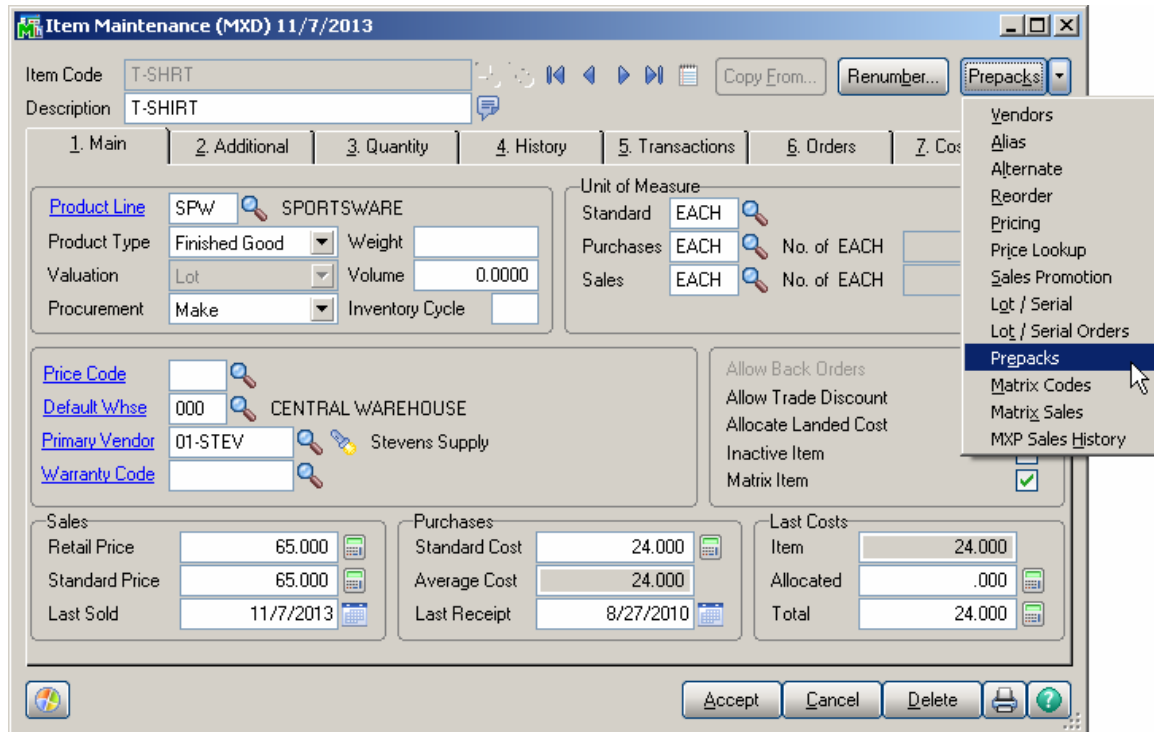 Item Maintenance (MXD) 11/7/2013
Item Code T-SHRT Copy From... Renumber... Prepacks
Description T-SHIRT
1. Main 2. Additional 3. Quantity 4. History 5. Transactions 6. Orders 7. Cos
Vendors
Alias
Alternate
Reorder
Pricing
Price Lookup
Sales Promotion
Lot / Serial
Lot / Serial Orders
Prepacks
Matrix Codes
Matrix Sales
MXP Sales History
Product Line SPW SPORTSWARE
Product Type Finished Good Weight
Valuation Lot Volume 0.0000
Procurement Make Inventory Cycle
Unit of Measure
Standard EACH
Purchases EACH No. of EACH
Sales EACH No. of EACH
Price Code
Default Whse 000 CENTRAL WAREHOUSE
Primary Vendor 01-STEV Stevens Supply
Warranty Code
Allow Back Orders
Allow Trade Discount
Allocate Landed Cost
Inactive Item
Matrix Item
Sales
Retail Price 65.000
Standard Price 65.000
Last Sold 11/7/2013
Purchases
Standard Cost 24.000
Average Cost 24.000
Last Receipt 8/27/2010
Last Costs
Item 24.000
Allocated .000
Total 24.000
Accept Cancel Delete